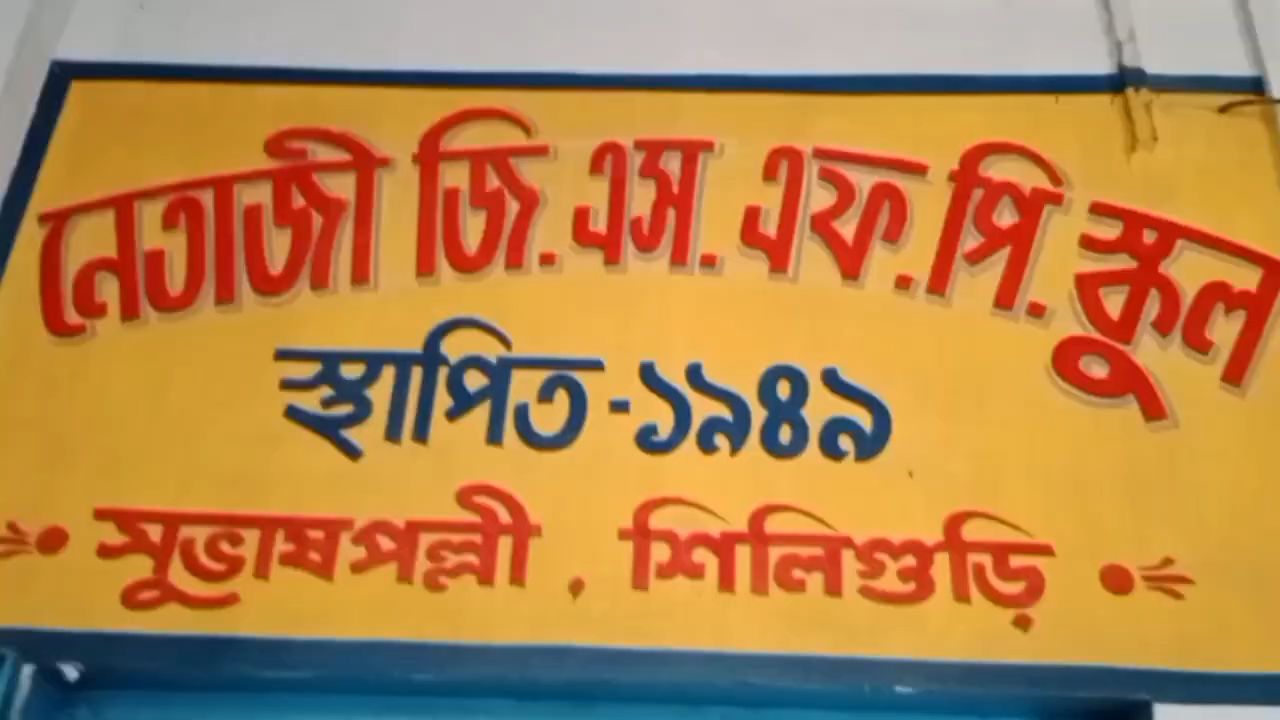 নেতাজী জি.এস.এফ.পি.স্কুল
স্থাপিত-১৯৪৯
সুভাষপল্লী , শিলিগুড়ি